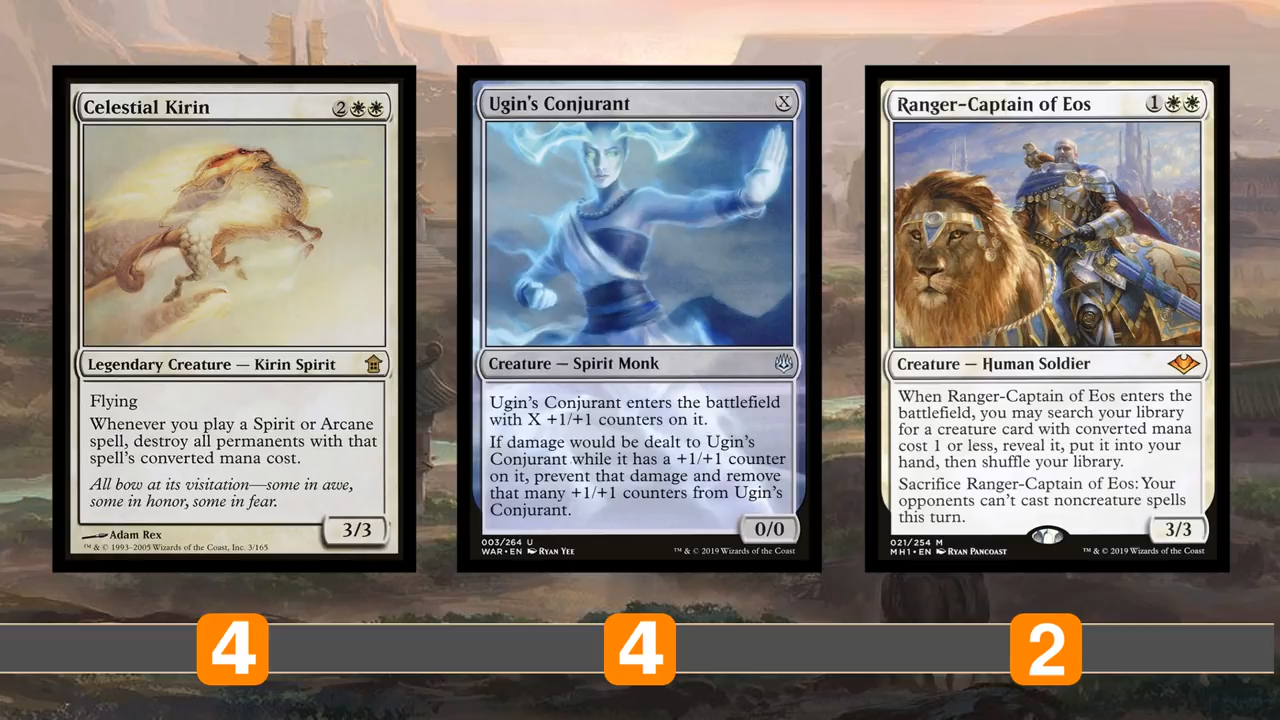 Celestial Kirin 2
Legendary Creature — Kirin Spirit
Flying
Whenever you play a Spirit or Arcane
spell, destroy all permanents with that
spell's converted mana cost.
All bow at its visitation—some in awe,
some in honor, some in fear.
3/3
Adam Rex
™ & © 1993–2005 Wizards of the Coast, Inc. 3/165
Ugin's Conjurant X
Creature — Spirit Monk
Ugin's Conjurant enters the battlefield
with X +1/+1 counters on it.
If damage would be dealt to Ugin's
Conjurant while it has a +1/+1 counter
on it, prevent that damage and remove
that many +1/+1 counters from Ugin's
Conjurant.
0/0
003/264 U
WAR • EN Ryan Yee ™ & © 2019 Wizards of the Coast
Ranger-Captain of Eos 1
Creature — Human Soldier
When Ranger-Captain of Eos enters the
battlefield, you may search your library
for a creature card with converted mana
cost 1 or less, reveal it, put it into your
hand, then shuffle your library.
Sacrifice Ranger-Captain of Eos: Your
opponents can't cast noncreature spells
this turn.
3/3
021/254 M
MH1 • EN Ryan Pancoast ™ & © 2019 Wizards of the Coast
4 4 2